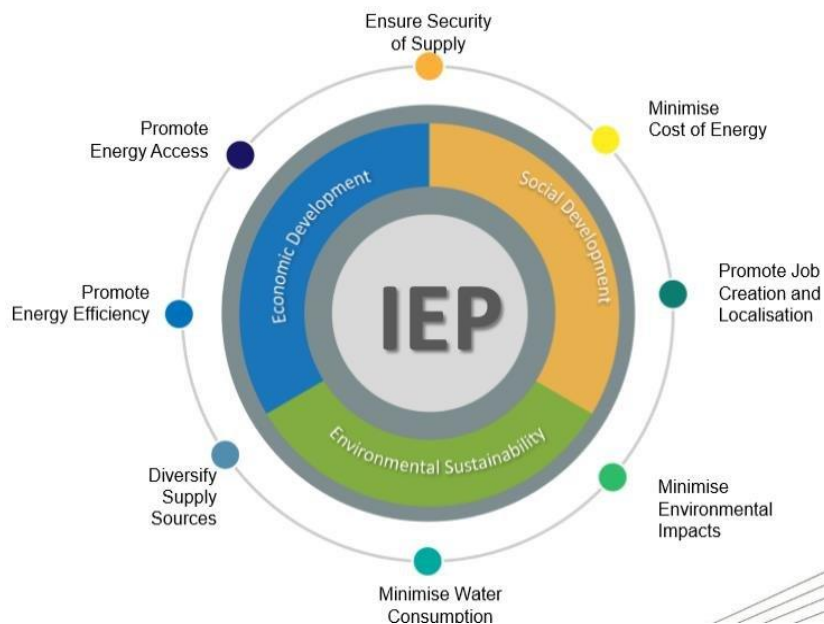 Ensure Security
of Supply
Minimise
Cost of Energy
Promote Job
Creation and
Localisation
Minimise
Environmental
Impacts
Minimise Water
Consumption
Diversify
Supply
Sources
Promote
Energy Efficiency
Promote
Energy Access
Economic Development
Social Development
Environmental Sustainability
IEP